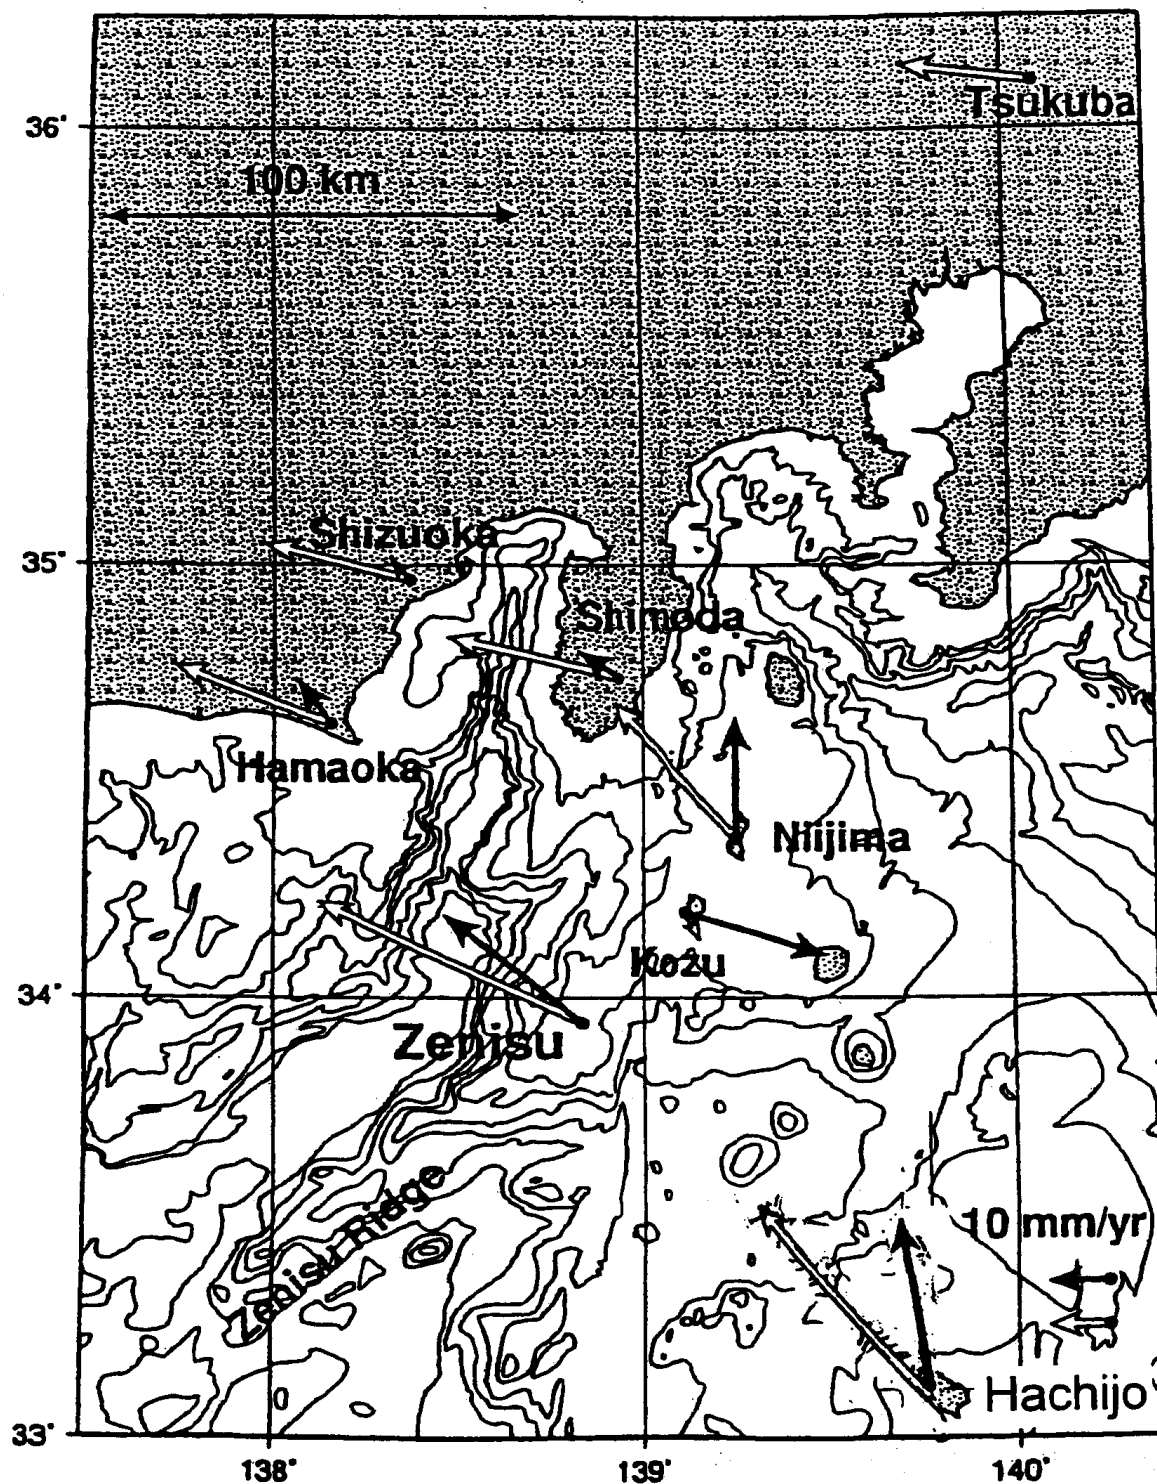 Tsukuba
36°
100 km
Shizuoka
35°
Shimoda
Hamaoka
Niijima
Kozu
34°
Zenisu
Zenisu Ridge
10 mm/yr
Hachijo
33°
138°
139°
140°